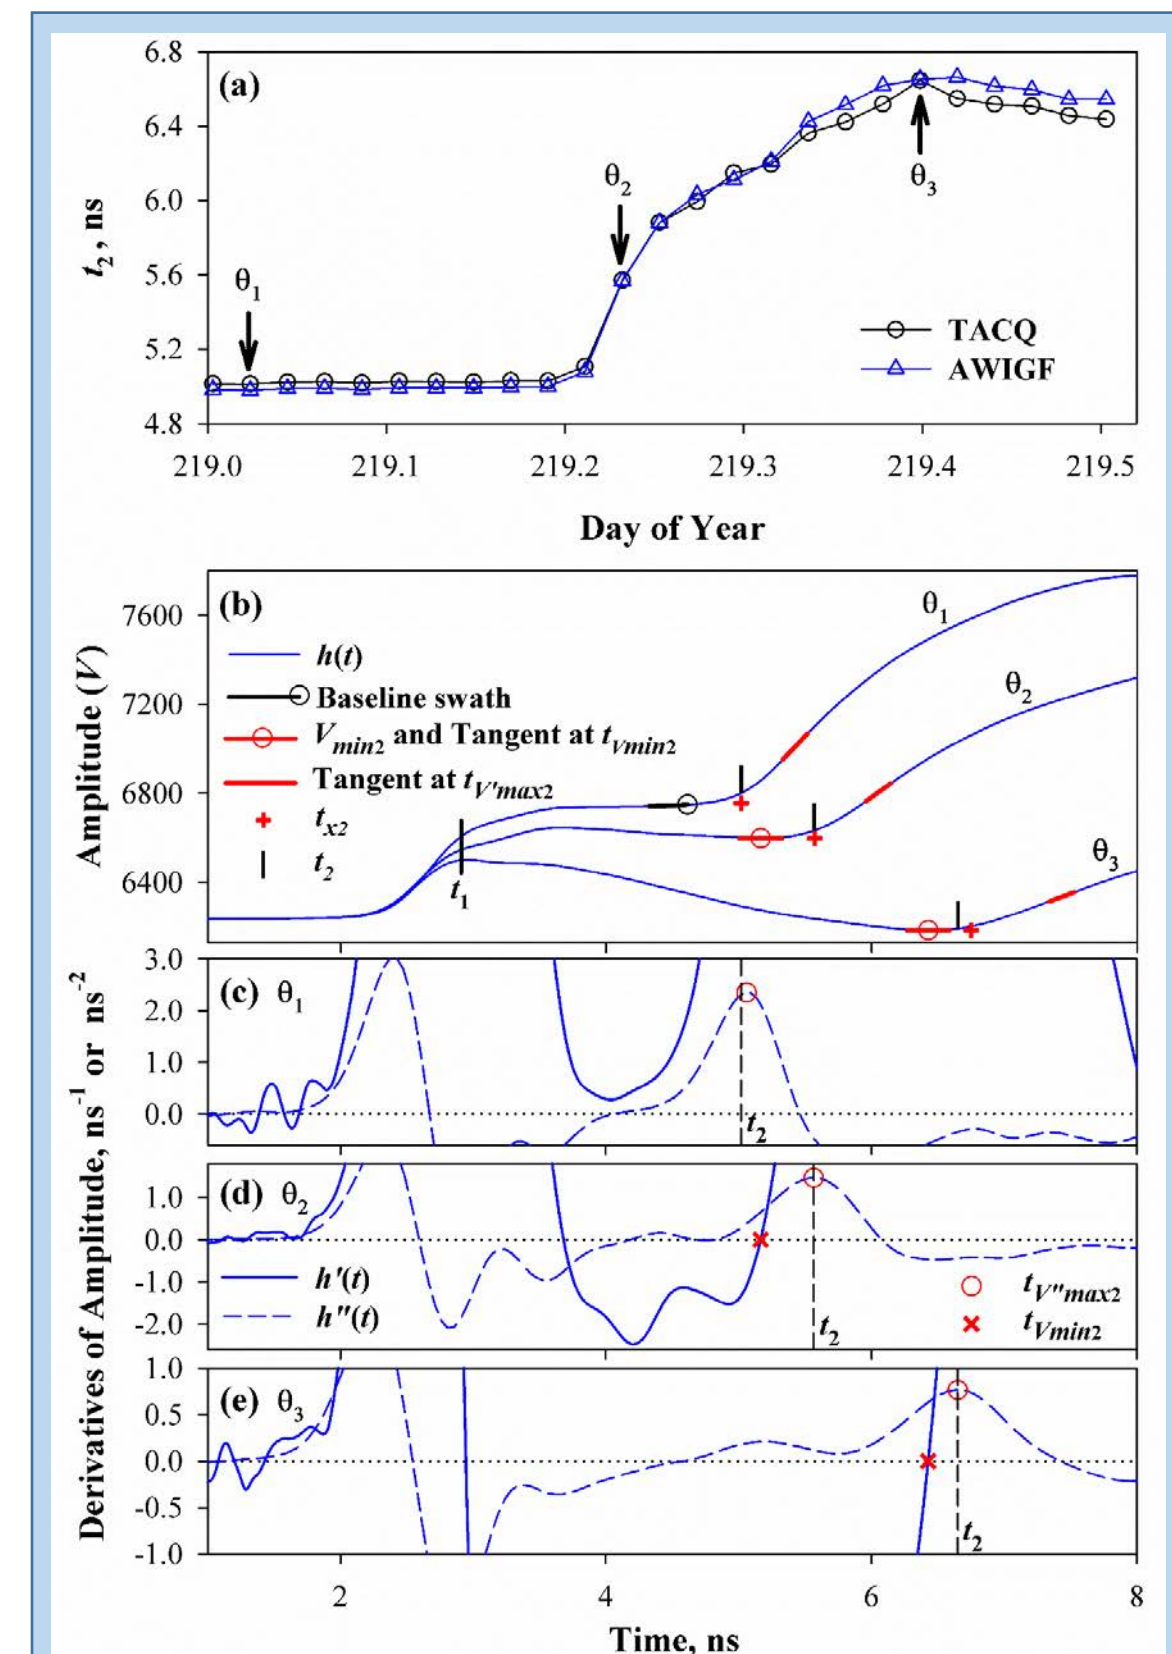 (a)
6.8
6.4
6.0
5.6
5.2
4.8
t2, ns
θ1
θ2
θ3
TACQ
AWIGF
219.0 219.1 219.2 219.3 219.4 219.5
Day of Year
(b)
7600
7200
6800
6400
Amplitude (V)
h(t)
Baseline swath
Vmin2 and Tangent at tVmin2
Tangent at tV'max2
tx2
t2
t1
θ1
θ2
θ3
Derivatives of Amplitude, ns-1 or ns-2
(c) θ1
3.0
2.0
1.0
0.0
t2
(d) θ2
1.0
0.0
-1.0
-2.0
h'(t)
h''(t)
t2
tV''max2
tVmin2
(e) θ3
1.0
0.5
0.0
-0.5
-1.0
t2
2 4 6 8
Time, ns